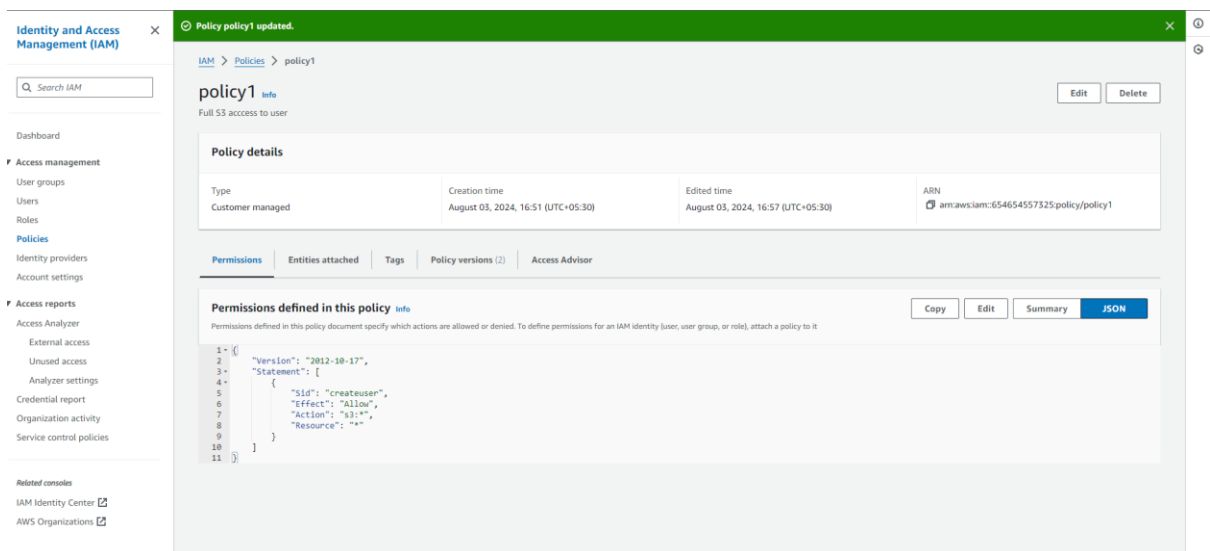 Identity and Access
Management (IAM)
Search IAM
Dashboard
Access management
User groups
Users
Roles
Policies
Identity providers
Account settings
Access reports
Access Analyzer
External access
Unused access
Analyzer settings
Credential report
Organization activity
Service control policies
Related consoles
IAM Identity Center
AWS Organizations
Policy policy1 updated.
IAM > Policies > policy1
policy1 Info
Edit Delete
Full S3 acccess to user
Policy details
Type
Customer managed
Creation time
August 03, 2024, 16:51 (UTC+05:30)
Edited time
August 03, 2024, 16:57 (UTC+05:30)
ARN
arn:aws:iam::654654557325:policy/policy1
Permissions Entities attached Tags Policy versions (2) Access Advisor
Permissions defined in this policy Info
Copy Edit Summary JSON
Permissions defined in this policy document specify which actions are allowed or denied. To define permissions for an IAM identity (user, user group, or role), attach a policy to it
1 {
2 "Version": "2012-10-17",
3 "Statement": [
4 {
5 "Sid": "createuser",
6 "Effect": "Allow",
7 "Action": "s3:*",
8 "Resource": "*"
9 }
10 ]
11 }